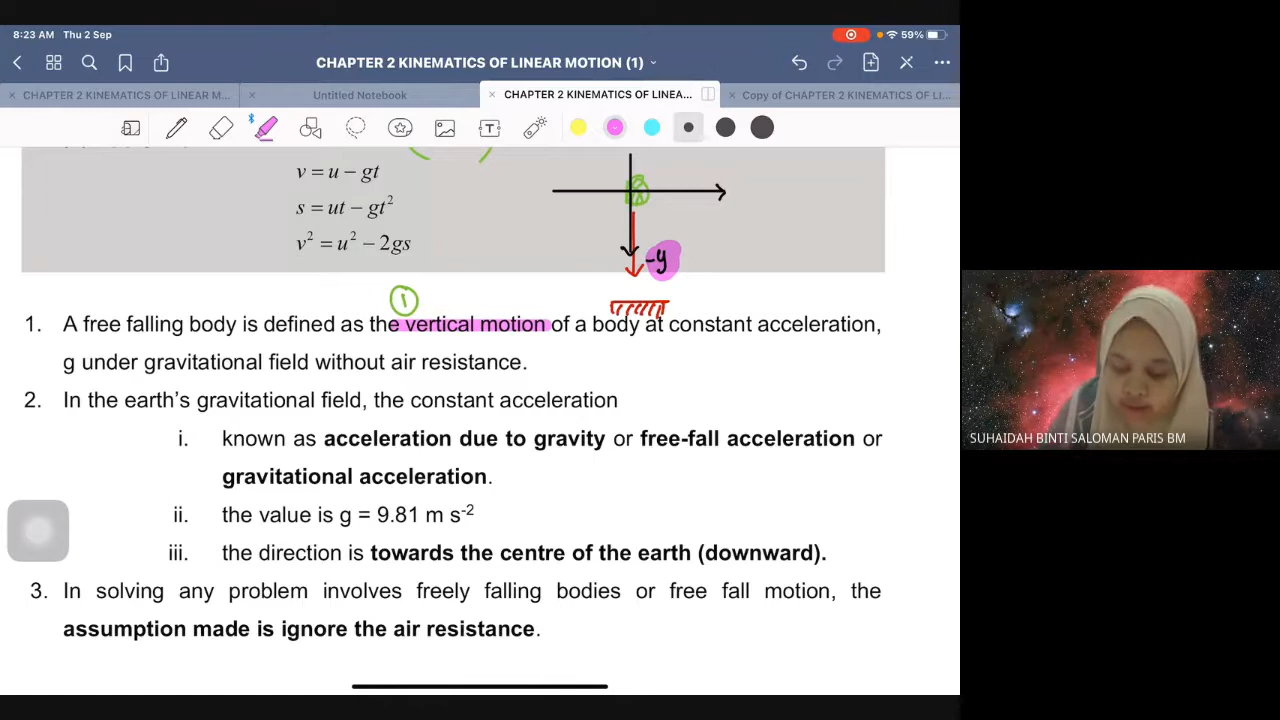 8:23 AM Thu 2 Sep
59%
CHAPTER 2 KINEMATICS OF LINEAR MOTION (1)
CHAPTER 2 KINEMATICS OF LINEAR M...
Untitled Notebook
CHAPTER 2 KINEMATICS OF LINEA...
Copy of CHAPTER 2 KINEMATICS OF LI...
v = u − gt
s = ut − gt²
v² = u² − 2gs
-y
1
1. A free falling body is defined as the vertical motion of a body at constant acceleration,
g under gravitational field without air resistance.
2. In the earth’s gravitational field, the constant acceleration
i. known as acceleration due to gravity or free-fall acceleration or
gravitational acceleration.
ii. the value is g = 9.81 m s⁻²
iii. the direction is towards the centre of the earth (downward).
3. In solving any problem involves freely falling bodies or free fall motion, the
assumption made is ignore the air resistance.
SUHAIDAH BINTI SALOMAN PARIS BM